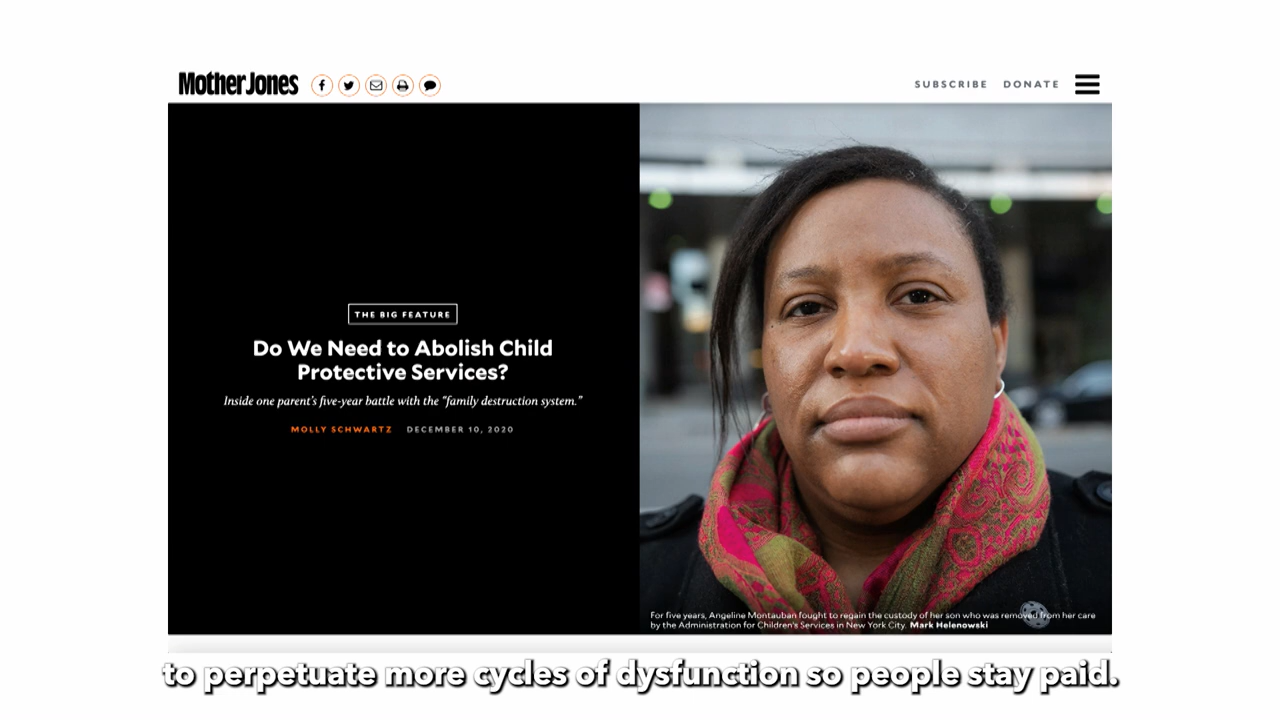 Mother Jones
SUBSCRIBE DONATE
THE BIG FEATURE
Do We Need to Abolish Child
Protective Services?
Inside one parent's five-year battle with the “family destruction system.”
MOLLY SCHWARTZ DECEMBER 10, 2020
For five years, Angeline Montauban fought to regain the custody of her son who was removed from her care
by the Administration for Children's Services in New York City. Mark Helenowski
to perpetuate more cycles of dysfunction so people stay paid.